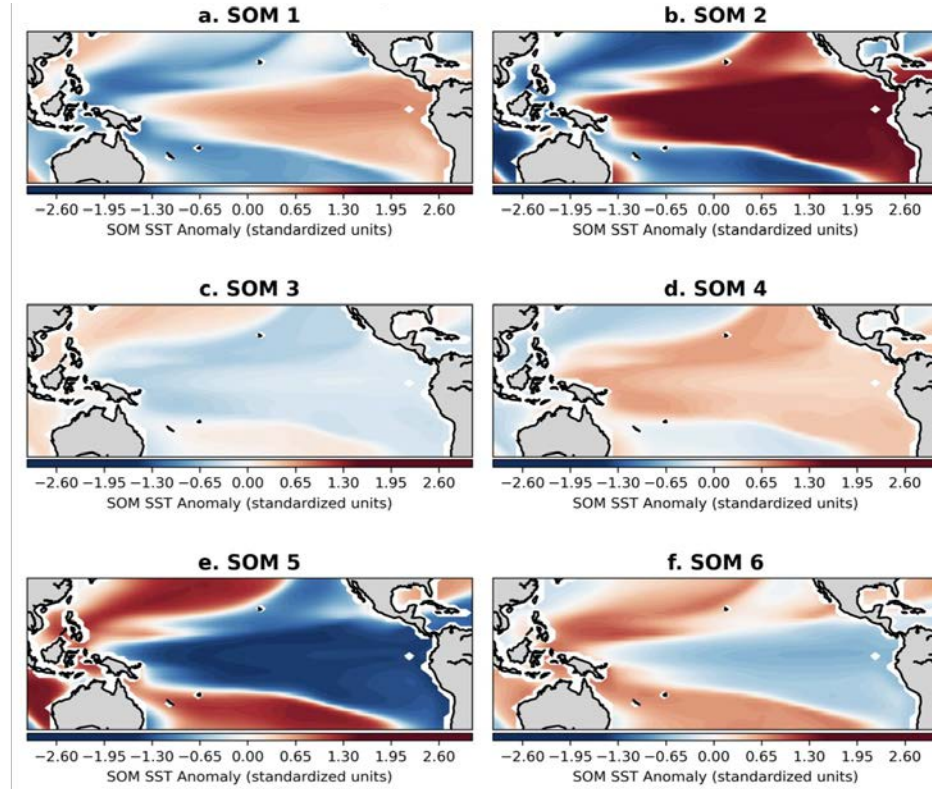 a. SOM 1
b. SOM 2
−2.60 −1.95 −1.30 −0.65 0.00 0.65 1.30 1.95 2.60
−2.60 −1.95 −1.30 −0.65 0.00 0.65 1.30 1.95 2.60
SOM SST Anomaly (standardized units)
SOM SST Anomaly (standardized units)
c. SOM 3
d. SOM 4
−2.60 −1.95 −1.30 −0.65 0.00 0.65 1.30 1.95 2.60
−2.60 −1.95 −1.30 −0.65 0.00 0.65 1.30 1.95 2.60
SOM SST Anomaly (standardized units)
SOM SST Anomaly (standardized units)
e. SOM 5
f. SOM 6
−2.60 −1.95 −1.30 −0.65 0.00 0.65 1.30 1.95 2.60
−2.60 −1.95 −1.30 −0.65 0.00 0.65 1.30 1.95 2.60
SOM SST Anomaly (standardized units)
SOM SST Anomaly (standardized units)